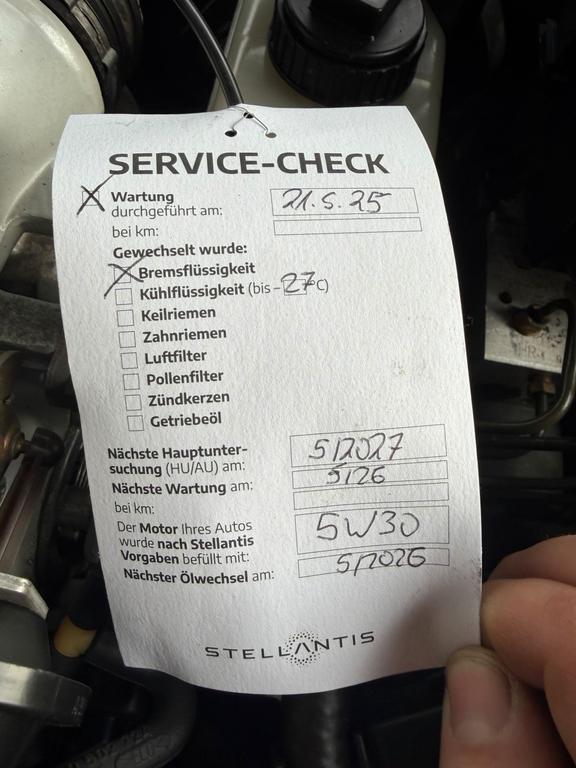 SERVICE-CHECK
Wartung
durchgeführt am: 21.5.25
bei km:
Gewechselt wurde:
Bremsflüssigkeit
Kühlflüssigkeit (bis -27°C)
Keilriemen
Zahnriemen
Luftfilter
Pollenfilter
Zündkerzen
Getriebeöl
Nächste Hauptunter-
suchung (HU/AU) am: 5/2027
Nächste Wartung am: 5/26
bei km:
Der Motor Ihres Autos
wurde nach Stellantis
Vorgaben befüllt mit: 5W30
Nächster Ölwechsel am: 5/2026
STELLANTIS